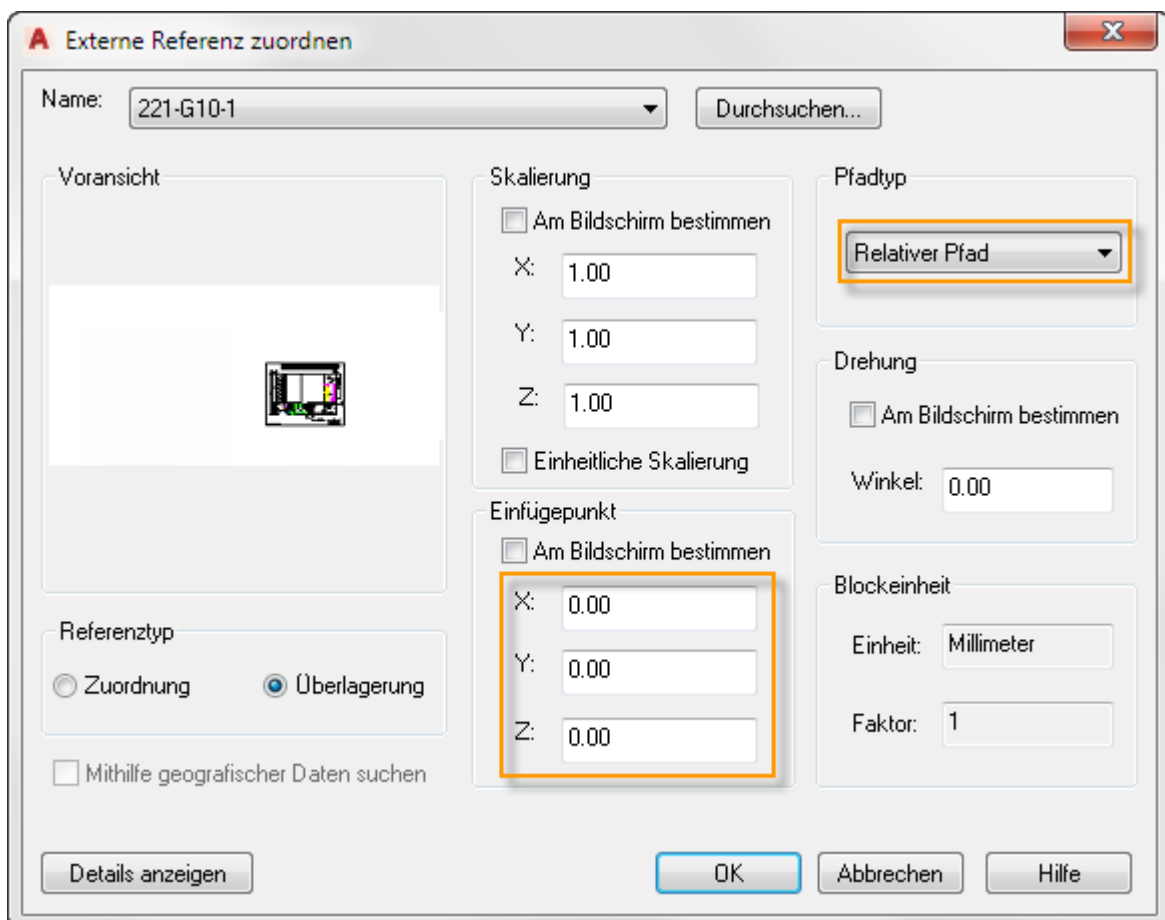 A Externe Referenz zuordnen
Name: 221-G10-1 Durchsuchen...
Voransicht
Skalierung
Am Bildschirm bestimmen
X: 1.00
Y: 1.00
Z: 1.00
Einheitliche Skalierung
Pfadtyp
Relativer Pfad
Drehung
Am Bildschirm bestimmen
Winkel: 0.00
Einfügepunkt
Am Bildschirm bestimmen
X: 0.00
Y: 0.00
Z: 0.00
Blockeinheit
Einheit: Millimeter
Faktor: 1
Referenztyp
Zuordnung Überlagerung
Mithilfe geografischer Daten suchen
Details anzeigen OK Abbrechen Hilfe